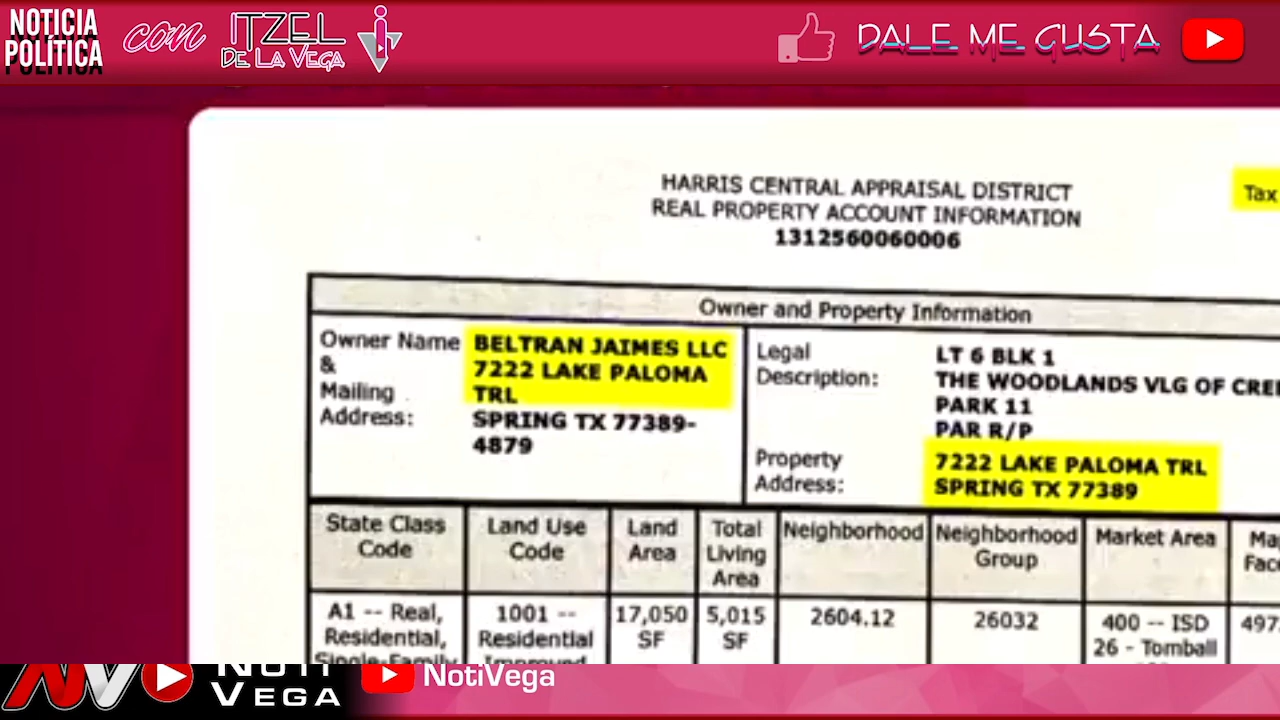 NOTICIA
POLÍTICA
con
ITZEL
DE LA VEGA
DALE ME GUSTA
HARRIS CENTRAL APPRAISAL DISTRICT
REAL PROPERTY ACCOUNT INFORMATION
1312560060006
Tax
Owner and Property Information
Owner Name
&
Mailing
Address:
BELTRAN JAIMES LLC
7222 LAKE PALOMA
TRL
SPRING TX 77389-
4879
Legal
Description:
LT 6 BLK 1
THE WOODLANDS VLG OF
PARK 11
PAR R/P
Property
Address:
7222 LAKE PALOMA TRL
SPRING TX 77389
State Class
Code
Land Use
Code
Land
Area
Total
Living
Area
Neighborhood
Neighborhood
Group
Market Area
A1 -- Real,
Residential,
Single-Family
1001 --
Residential
Improved
17,050
SF
5,015
SF
2604.12
26032
400 -- ISD
26 - Tomball
NOTI
VEGA
NotiVega